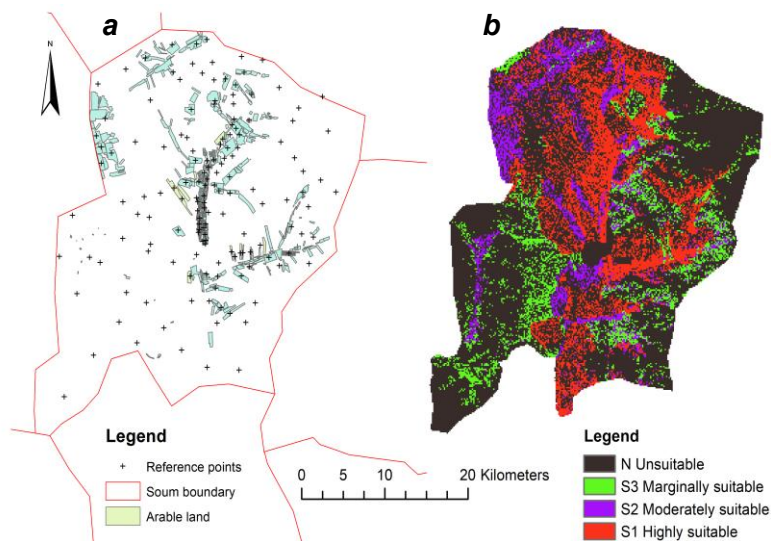 a
N
Legend
Reference points
Soum boundary
Arable land
0 5 10 20 Kilometers
b
Legend
N Unsuitable
S3 Marginally suitable
S2 Moderately suitable
S1 Highly suitable